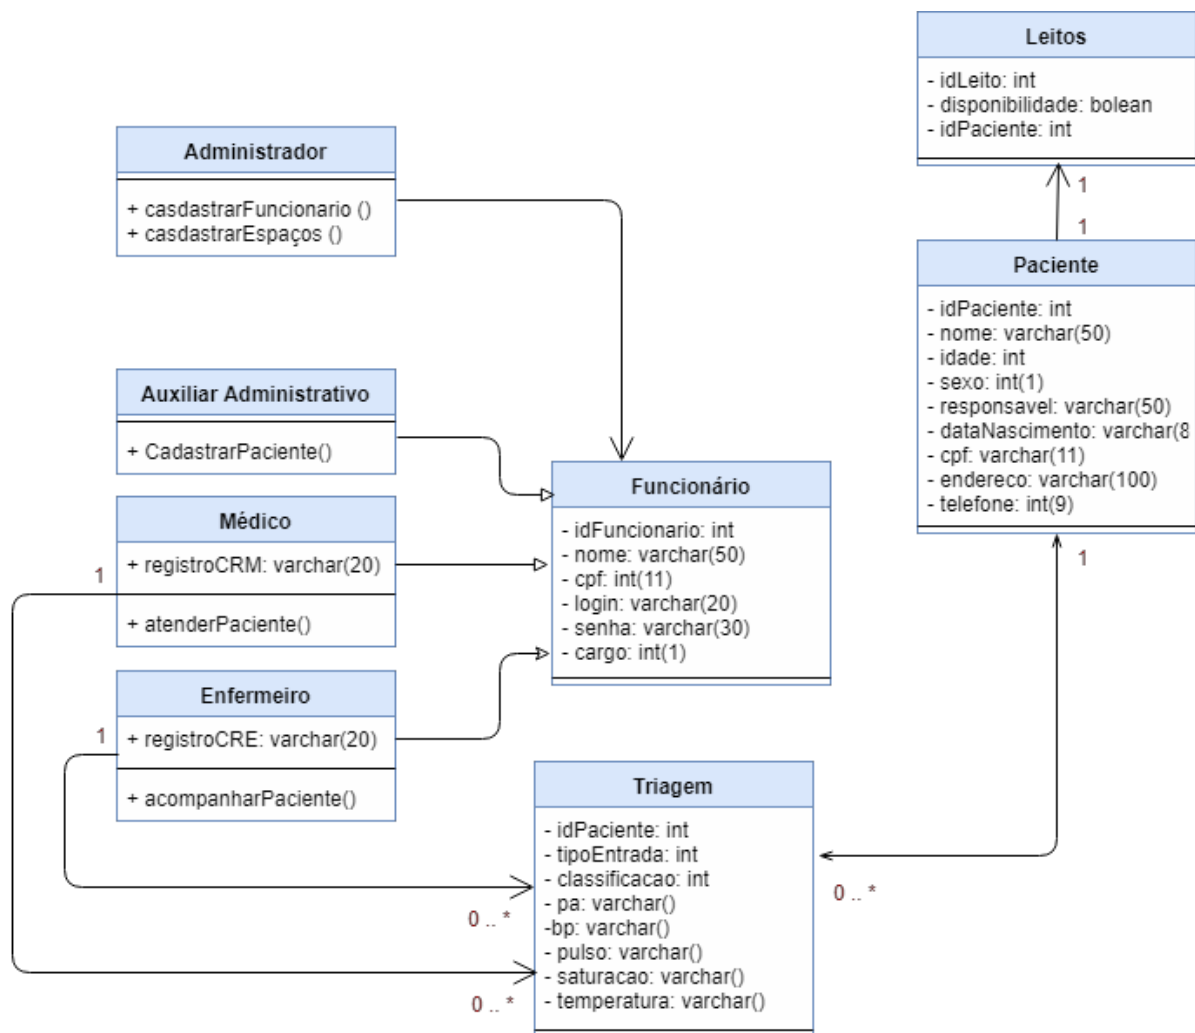 Leitos
- idLeito: int
- disponibilidade: bolean
- idPaciente: int
Administrador
+ casdastrarFuncionario ()
+ casdastrarEspaços ()
1
1
Paciente
- idPaciente: int
- nome: varchar(50)
- idade: int
- sexo: int(1)
- responsavel: varchar(50)
- dataNascimento: varchar(8
- cpf: varchar(11)
- endereco: varchar(100)
- telefone: int(9)
1
Auxiliar Administrativo
+ CadastrarPaciente()
Médico
+ registroCRM: varchar(20)
+ atenderPaciente()
1
Funcionário
- idFuncionario: int
- nome: varchar(50)
- cpf: int(11)
- login: varchar(20)
- senha: varchar(30)
- cargo: int(1)
Enfermeiro
+ registroCRE: varchar(20)
+ acompanharPaciente()
1
Triagem
- idPaciente: int
- tipoEntrada: int
- classificacao: int
- pa: varchar()
-bp: varchar()
- pulso: varchar()
- saturacao: varchar()
- temperatura: varchar()
0 .. *
0 .. *
0 .. *